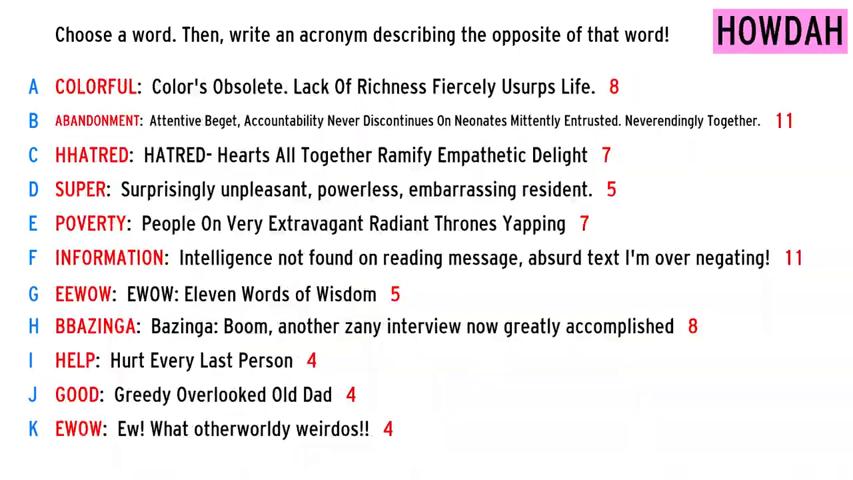 Choose a word. Then, write an acronym describing the opposite of that word!
HOWDAH
A COLORFUL: Color's Obsolete. Lack Of Richness Fiercely Usurps Life. 8
B ABANDONMENT: Attentive Beget, Accountability Never Discontinues On Neonates Mittently Entrusted. Neverendingly Together. 11
C HHATRED: HATRED- Hearts All Together Ramify Empathetic Delight 7
D SUPER: Surprisingly unpleasant, powerless, embarrassing resident. 5
E POVERTY: People On Very Extravagant Radiant Thrones Yapping 7
F INFORMATION: Intelligence not found on reading message, absurd text I'm over negating! 11
G EEWOW: EWOW: Eleven Words of Wisdom 5
H BBAZINGA: Bazinga: Boom, another zany interview now greatly accomplished 8
I HELP: Hurt Every Last Person 4
J GOOD: Greedy Overlooked Old Dad 4
K EWOW: Ew! What otherworldy weirdos!! 4